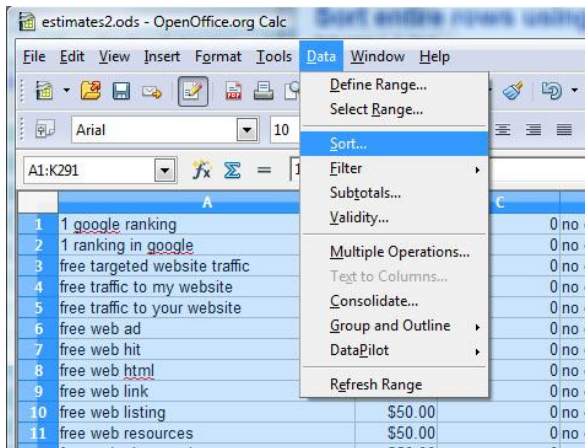 Sort entire rows using
estimates2.ods - OpenOffice.org Calc
File Edit View Insert Format Tools Data Window Help
Define Range...
Select Range...
Sort...
Filter
Subtotals...
Validity...
Multiple Operations...
Text to Columns...
Consolidate...
Group and Outline
DataPilot
Refresh Range
Arial 10
A1:K291
A C
1 1 google ranking 0 no
2 1 ranking in google 0 no
3 free targeted website traffic 0 no
4 free traffic to my website 0 no
5 free traffic to your website 0 no
6 free web ad 0 no
7 free web hit 0 no
8 free web html 0 no
9 free web link 0 no
10 free web listing $50.00 0 no
11 free web resources $50.00 0 no